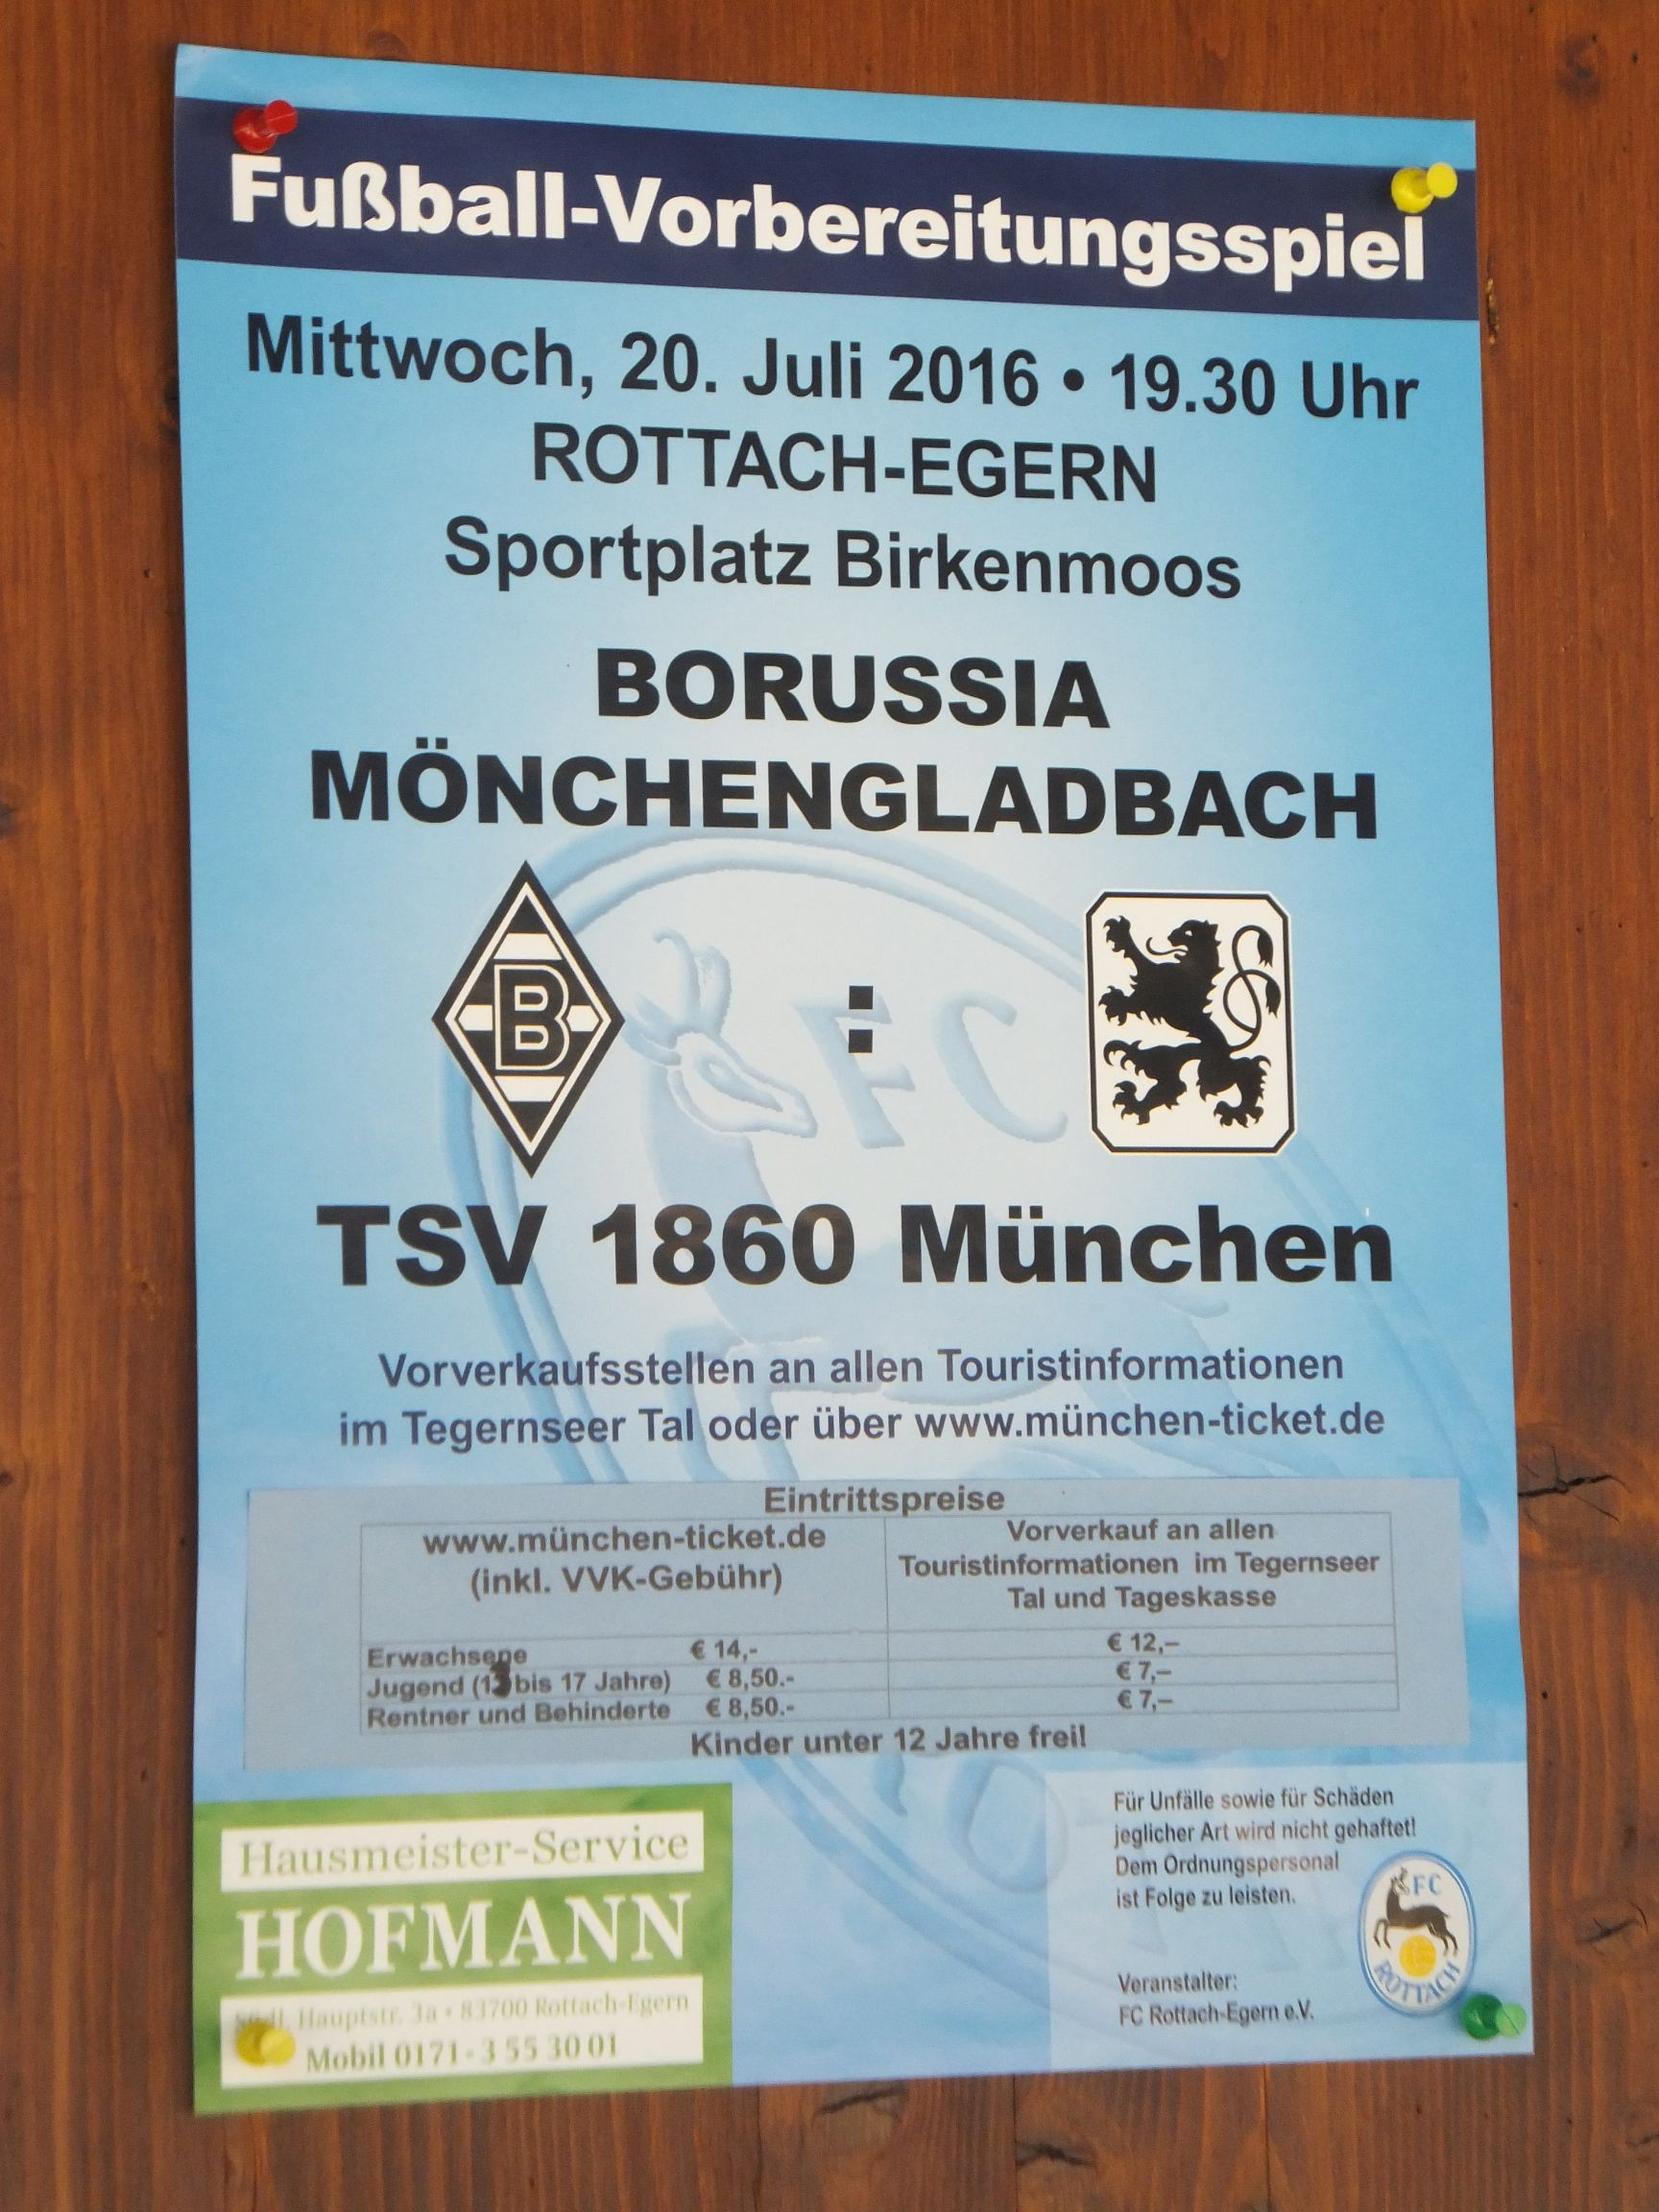 Fußball-Vorbereitungsspiel
Mittwoch, 20. Juli 2016 • 19.30 Uhr
ROTTACH-EGERN
Sportplatz Birkenmoos
BORUSSIA
MÖNCHENGLADBACH
B
:
FC
TSV 1860 München
Vorverkaufsstellen an allen Touristinformationen
im Tegernseer Tal oder über www.münchen-ticket.de
Eintrittspreise
www.münchen-ticket.de
(inkl. VVK-Gebühr)
Vorverkauf an allen
Touristinformationen im Tegernseer
Tal und Tageskasse
Erwachsene € 14,- € 12,–
Jugend (13 bis 17 Jahre) € 8,50.- € 7,–
Rentner und Behinderte € 8,50.- € 7,–
Kinder unter 12 Jahre frei!
Hausmeister-Service
HOFMANN
Hauptstr. 3a • 83700 Rottach-Egern
Mobil 0171 - 3 55 30 01
Für Unfälle sowie für Schäden
jeglicher Art wird nicht gehaftet!
Dem Ordnungspersonal
ist Folge zu leisten.
Veranstalter:
FC Rottach-Egern e.V.
FC
ROTTACH